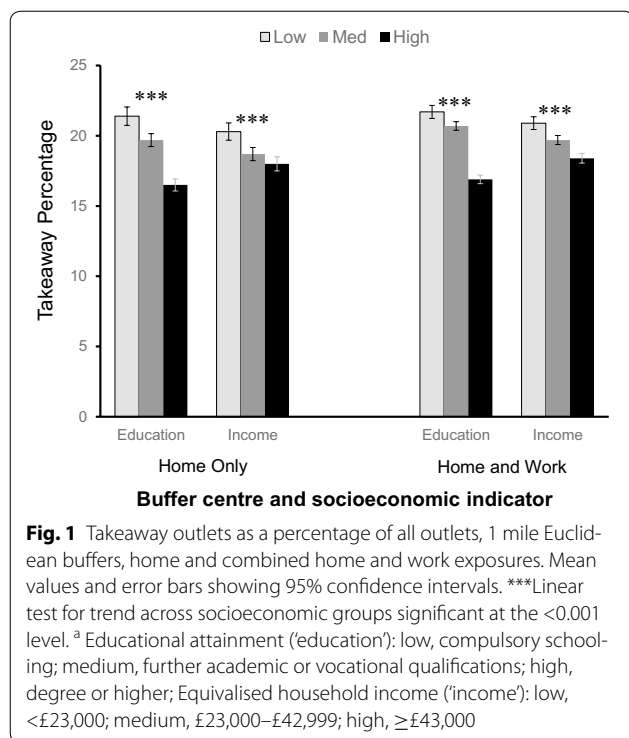 Low Med High
25
20
15
10
5
0
Takeaway Percentage
*** *** *** ***
Education Income Education Income
Home Only Home and Work
Buffer centre and socioeconomic indicator
Fig. 1 Takeaway outlets as a percentage of all outlets, 1 mile Euclid-
ean buffers, home and combined home and work exposures. Mean
values and error bars showing 95% confidence intervals. ***Linear
test for trend across socioeconomic groups significant at the <0.001
level. ᵃ Educational attainment (‘education’): low, compulsory school-
ing; medium, further academic or vocational qualifications; high,
degree or higher; Equivalised household income (‘income’): low,
<£23,000; medium, £23,000–£42,999; high, ≥£43,000